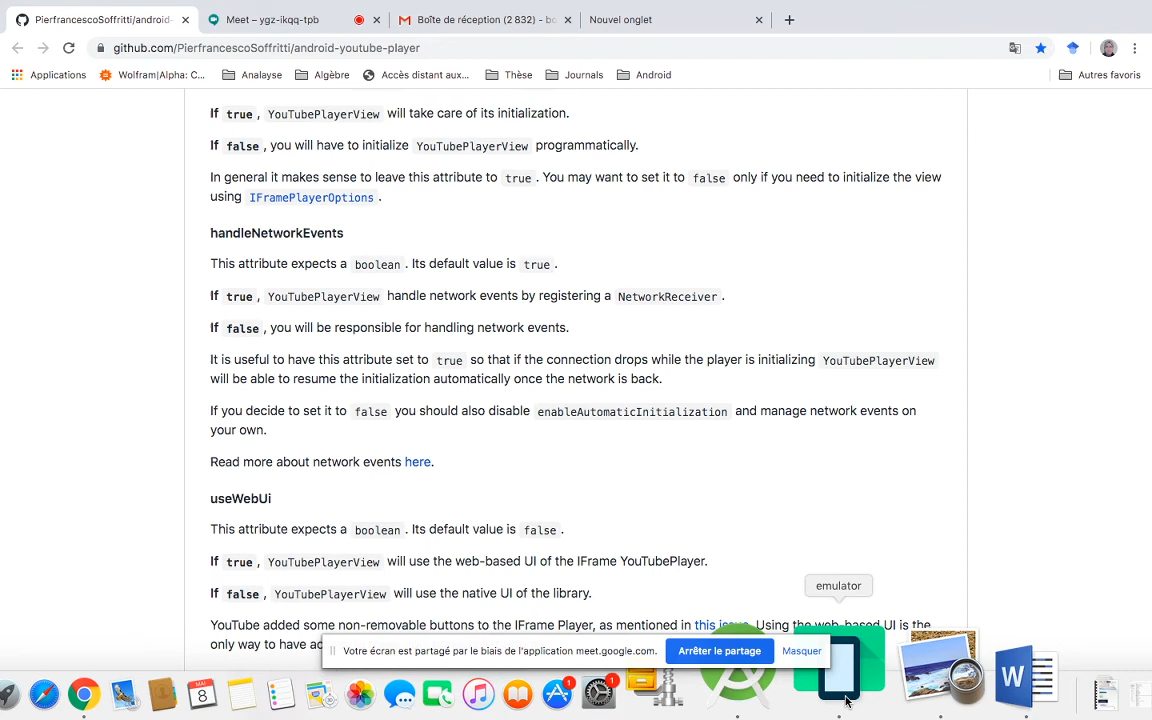 PierfrancescoSoffritti/android-
Meet – ygz-ikqq-tpb
Boîte de réception (2 832) - bo
Nouvel onglet
github.com/PierfrancescoSoffritti/android-youtube-player
Applications
Wolfram|Alpha: C...
Analayse
Algèbre
Accès distant aux...
Thèse
Journals
Android
Autres favoris
If true, YouTubePlayerView will take care of its initialization.
If false, you will have to initialize YouTubePlayerView programmatically.
In general it makes sense to leave this attribute to true. You may want to set it to false only if you need to initialize the view
using IFramePlayerOptions.
handleNetworkEvents
This attribute expects a boolean. Its default value is true.
If true, YouTubePlayerView handle network events by registering a NetworkReceiver.
If false, you will be responsible for handling network events.
It is useful to have this attribute set to true so that if the connection drops while the player is initializing YouTubePlayerView
will be able to resume the initialization automatically once the network is back.
If you decide to set it to false you should also disable enableAutomaticInitialization and manage network events on
your own.
Read more about network events here.
useWebUi
This attribute expects a boolean. Its default value is false.
If true, YouTubePlayerView will use the web-based UI of the IFrame YouTubePlayer.
If false, YouTubePlayerView will use the native UI of the library.
emulator
YouTube added some non-removable buttons to the IFrame Player, as mentioned in this issue. Using the web-based UI is the
only way to have ac
Votre écran est partagé par le biais de l'application meet.google.com.
Arrêter le partage
Masquer
8
1
1
W